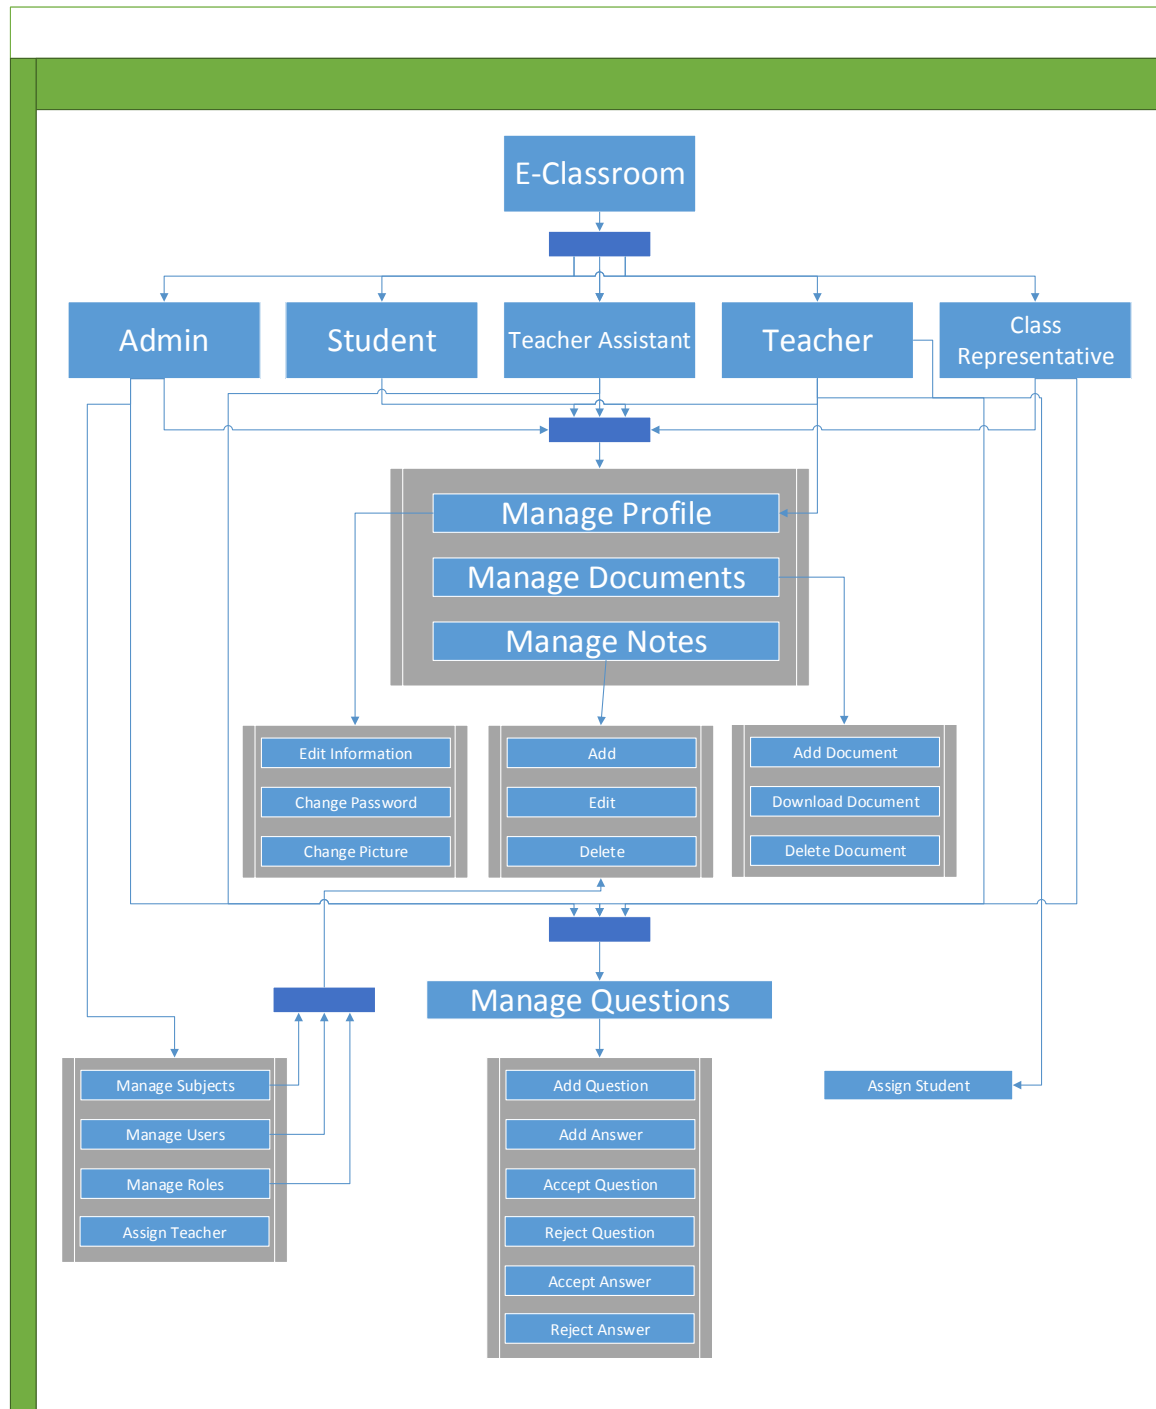 E-Classroom
Admin
Student
Teacher Assistant
Teacher
Class
Representative
Manage Profile
Manage Documents
Manage Notes
Edit Information
Change Password
Change Picture
Add
Edit
Delete
Add Document
Download Document
Delete Document
Manage Questions
Manage Subjects
Manage Users
Manage Roles
Assign Teacher
Add Question
Add Answer
Accept Question
Reject Question
Accept Answer
Reject Answer
Assign Student